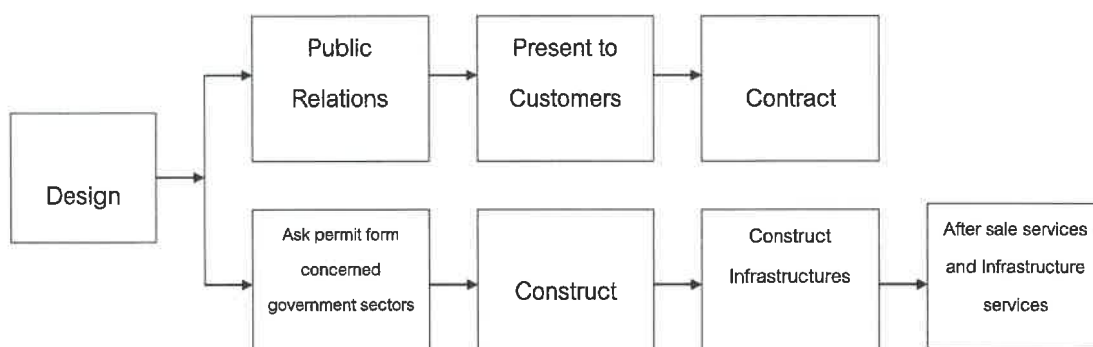 Design
Public
Relations
Present to
Customers
Contract
Ask permit form
concerned
government sectors
Construct
Construct
Infrastructures
After sale services
and Infrastructure
services